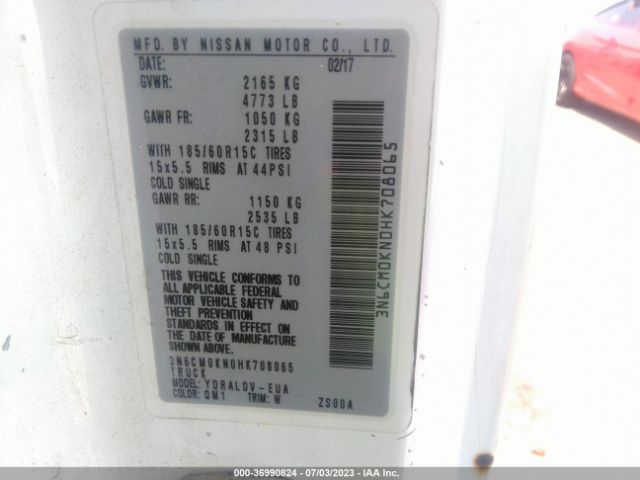 MFD. BY NISSAN MOTOR CO., LTD.
DATE: 02/17
GVWR: 2165 KG
4773 LB
GAWR FR: 1050 KG
2315 LB
WITH 185/60R15C TIRES
15x5.5 RIMS AT 44PSI
COLD SINGLE
GAWR RR: 1150 KG
2535 LB
WITH 185/60R15C TIRES
15x5.5 RIMS AT 48 PSI
COLD SINGLE
THIS VEHICLE CONFORMS TO
ALL APPLICABLE FEDERAL
MOTOR VEHICLE SAFETY AND
THEFT PREVENTION
STANDARDS IN EFFECT ON
THE DATE OF MANUFACTURE
SHOWN ABOVE.
3N6CM0KN0HK708065
TRUCK
MODEL: YDRALDV-EUA
COLOR: QM1 TRIM: W ZS00A
3N6CM0KN0HK708065
000-36990824 - 07/03/2023 - IAA Inc.